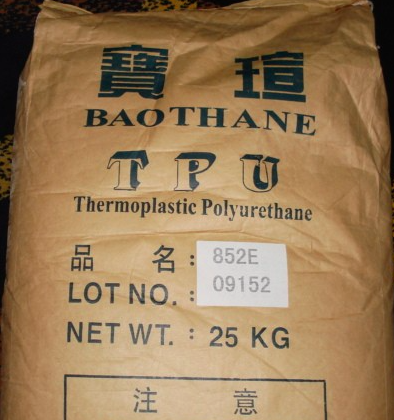 寶瑄
BAOTHANE
TPU
Thermoplastic Polyurethane
品名：852E
LOT NO.：09152
NET WT.：25 KG
注意